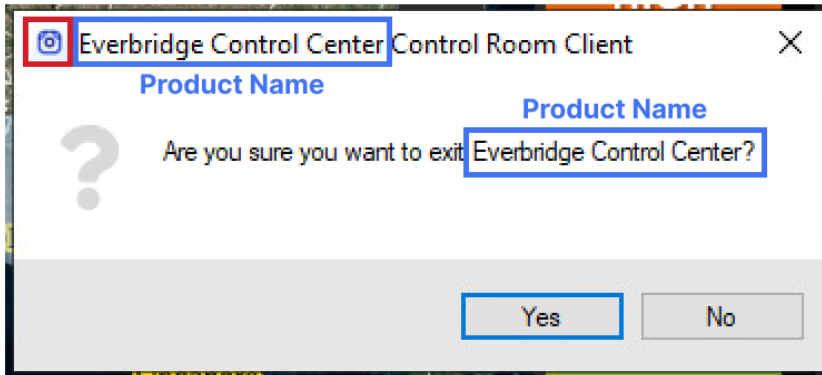 Everbridge Control Center Control Room Client
Product Name
Product Name
Are you sure you want to exit Everbridge Control Center?
Yes
No